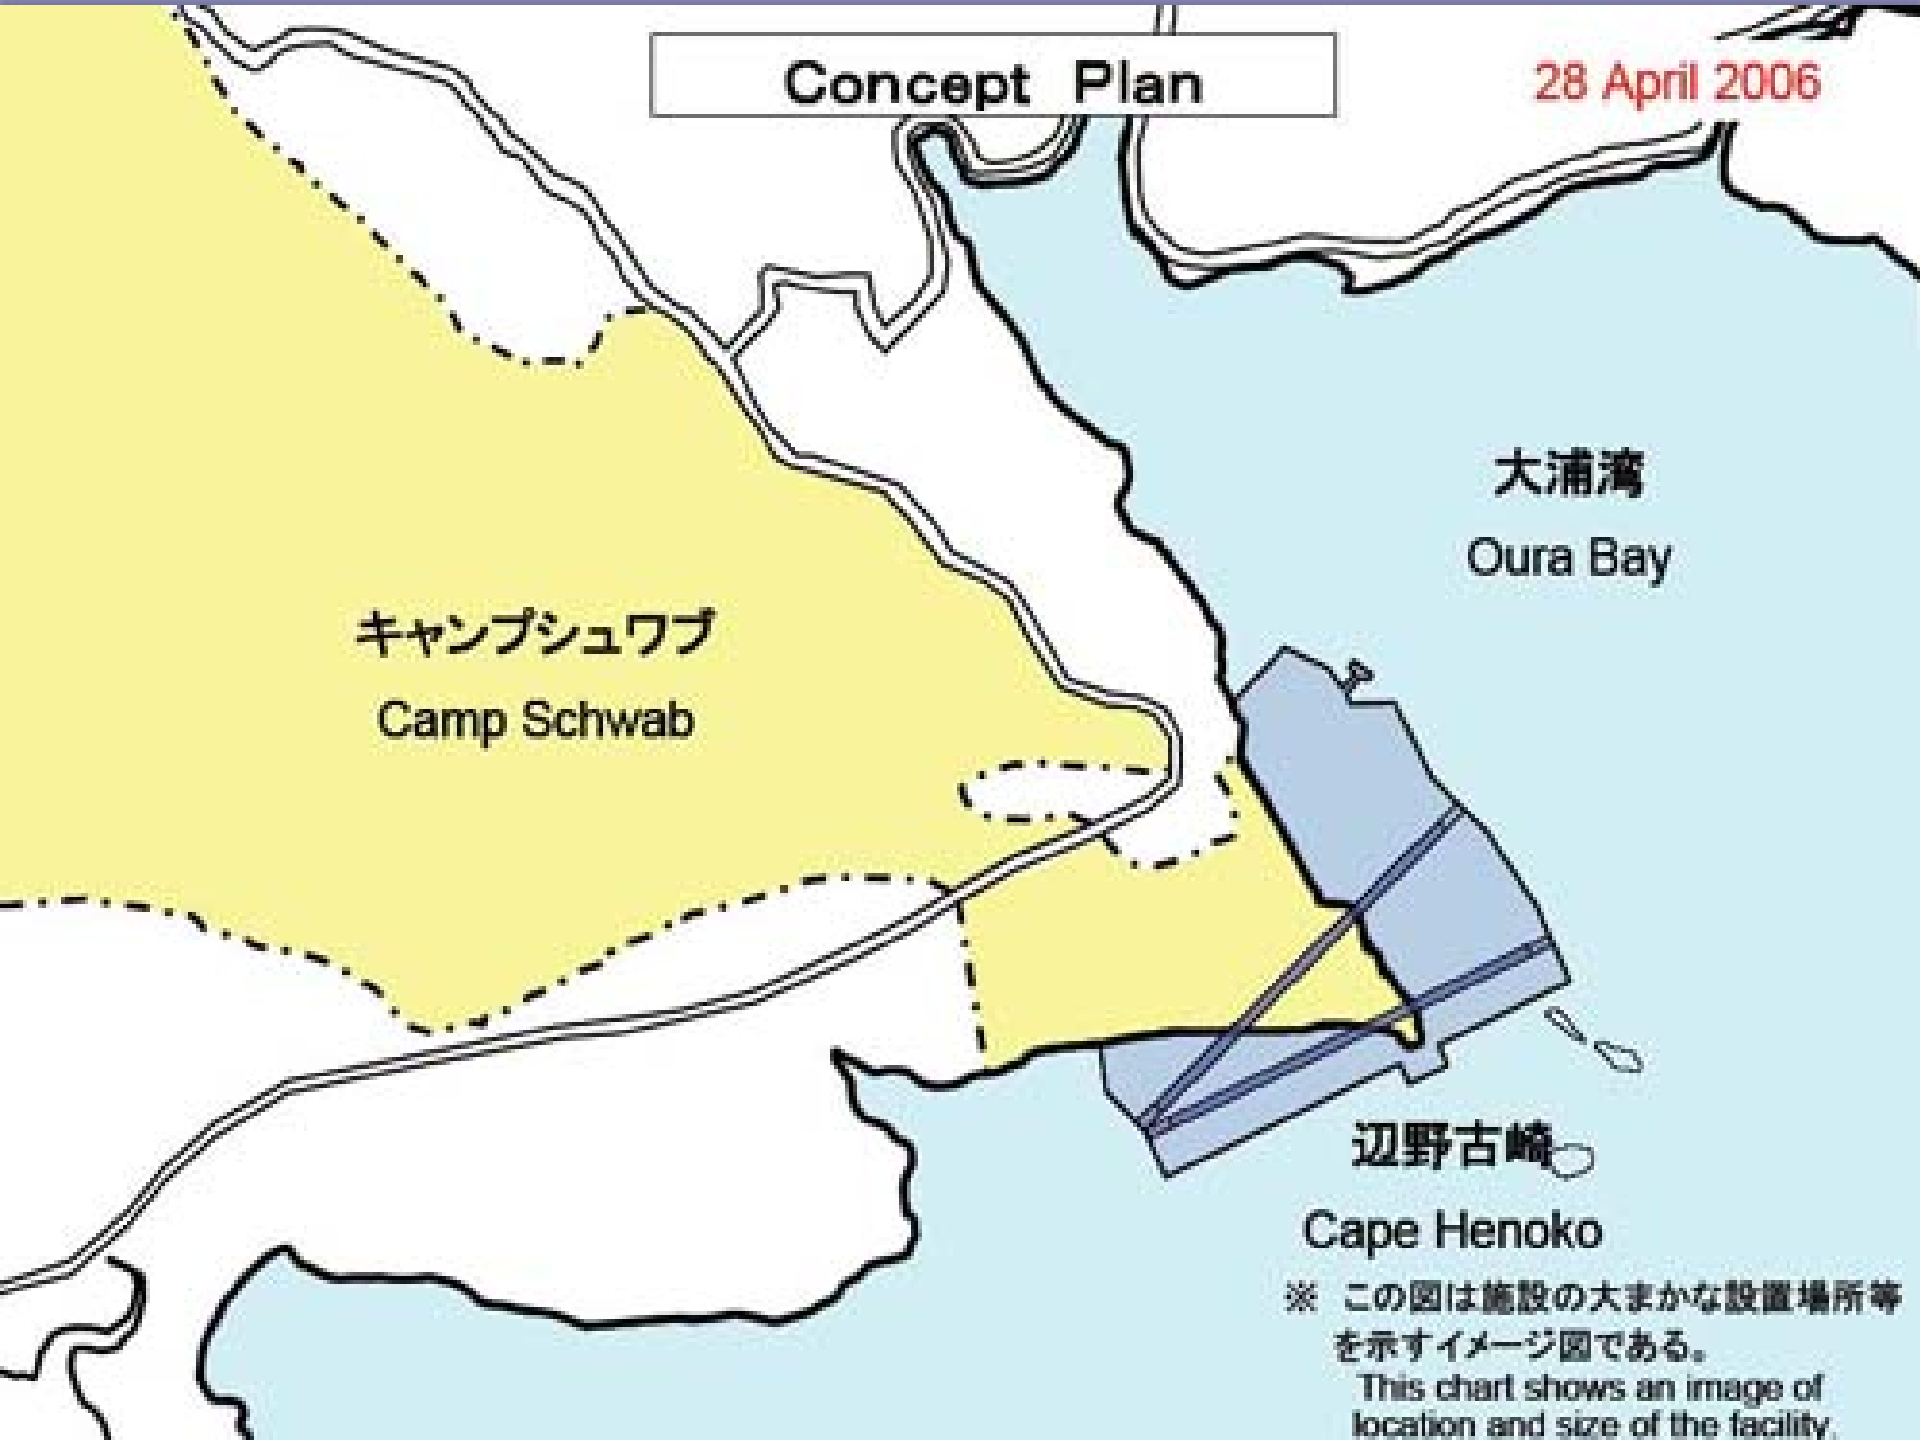 Concept Plan
28 April 2006
大浦湾
Oura Bay
キャンプシュワブ
Camp Schwab
辺野古崎
Cape Henoko
※ この図は施設の大まかな設置場所等
を示すイメージ図である。
This chart shows an image of
location and size of the facility.